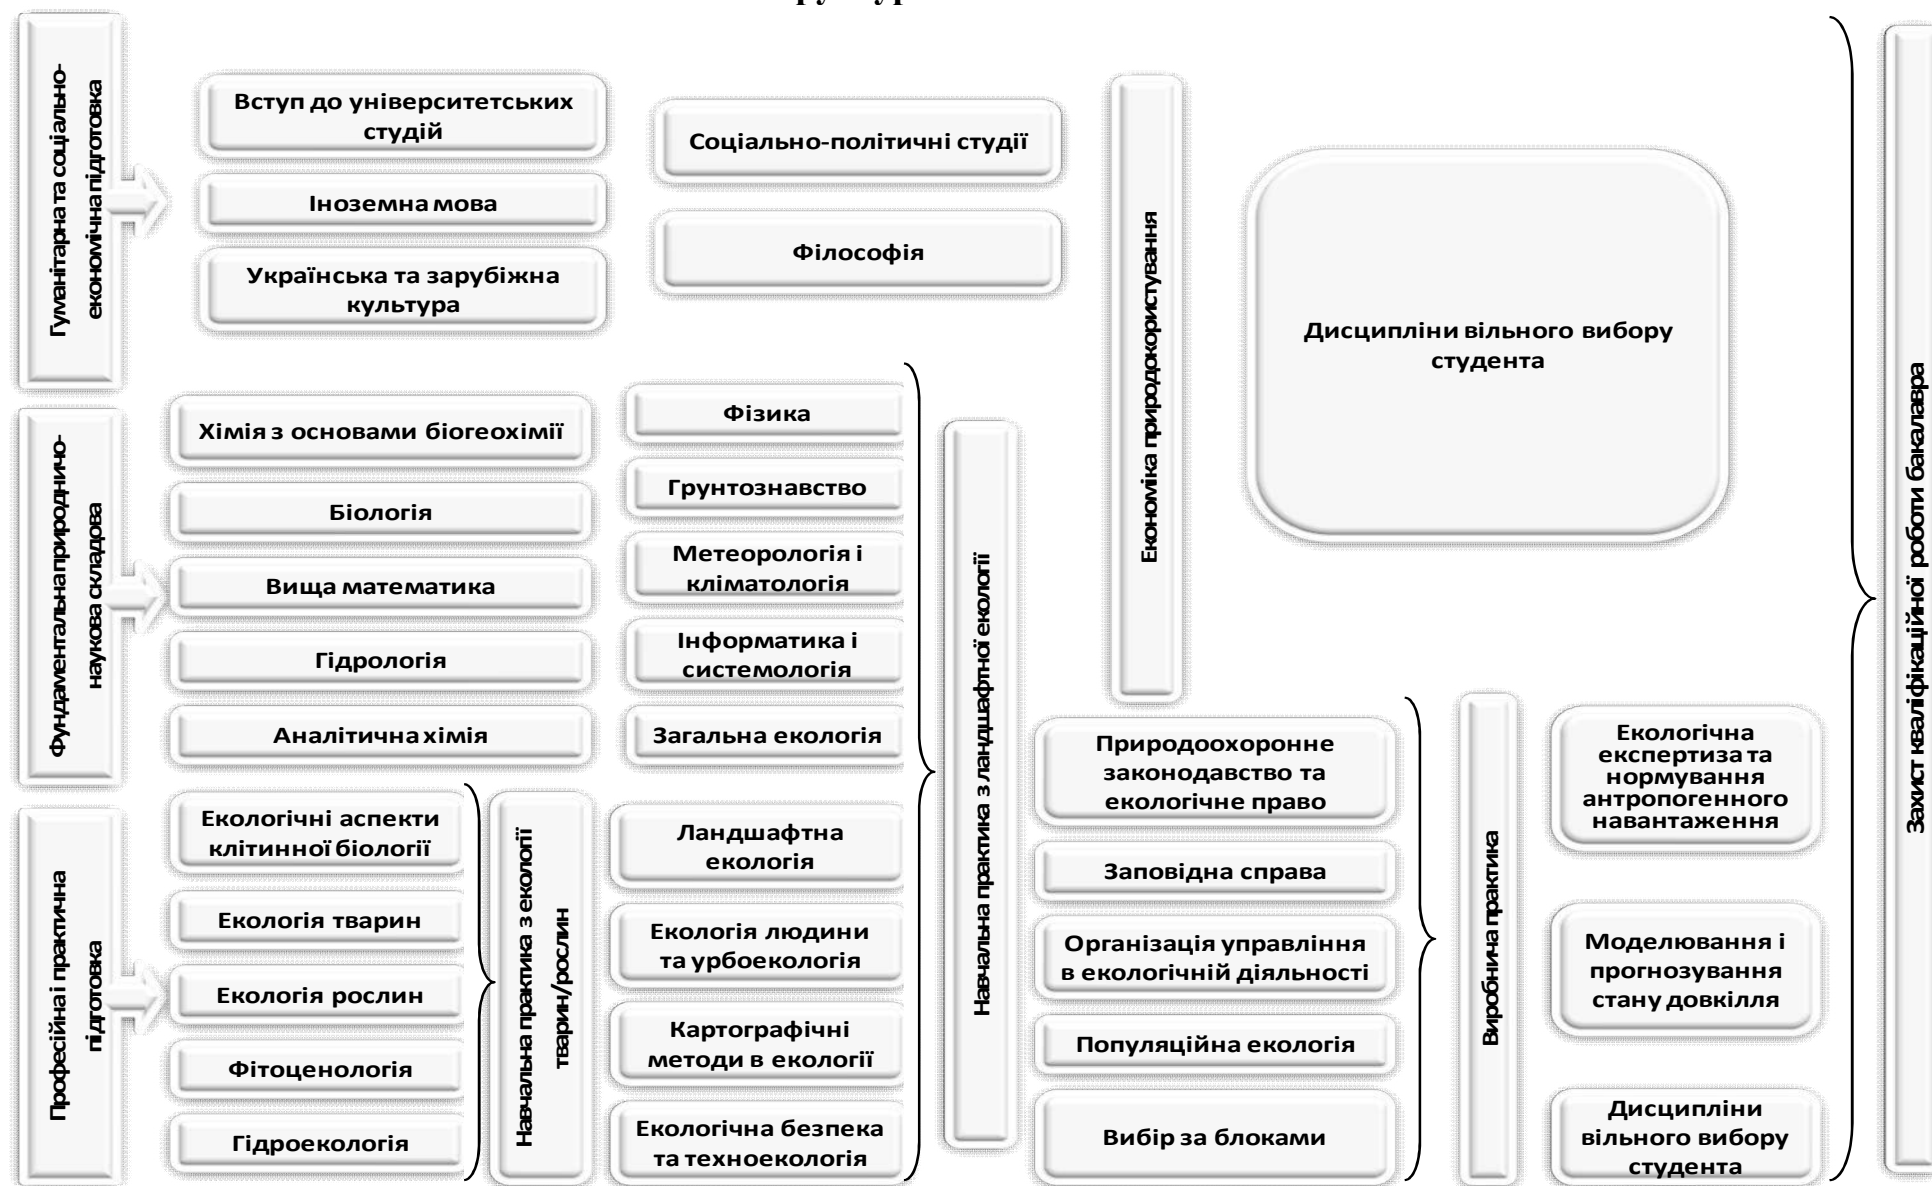 Гуманітарна та соціально-
економічна підготовка
Вступ до університетських
студій
Іноземна мова
Українська та зарубіжна
культура
Соціально-політичні студії
Філософія
Економіка природокористування
Дисципліни вільного вибору
студента
Фундаментальна природничо-
наукова складова
Хімія з основами біогеохімії
Біологія
Вища математика
Гідрологія
Аналітична хімія
Фізика
Грунтознавство
Метеорологія і
кліматологія
Інформатика і
системологія
Загальна екологія
Професійна і практична
підготовка
Екологічні аспекти
клітинної біології
Екологія тварин
Екологія рослин
Фітоценологія
Гідроекологія
Навчальна практика з екології
тварин/рослин
Ландшафтна
екологія
Екологія людини
та урбоекологія
Картографічні
методи в екології
Екологічна безпека
та техноекологія
Навчальна практика з ландшафтної екології
Природоохоронне
законодавство та
екологічне право
Заповідна справа
Організація управління
в екологічній діяльності
Популяційна екологія
Вибір за блоками
Виробнича практика
Екологічна
експертиза та
нормування
антропогенного
навантаження
Моделювання і
прогнозування
стану довкілля
Дисципліни
вільного вибору
студента
Захист кваліфікаційної роботи бакалавра